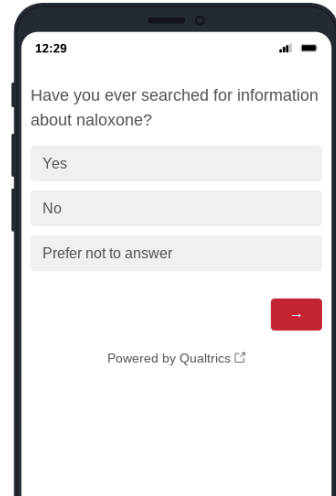 12:29
Have you ever searched for information
about naloxone?
Yes
No
Prefer not to answer
→
Powered by Qualtrics